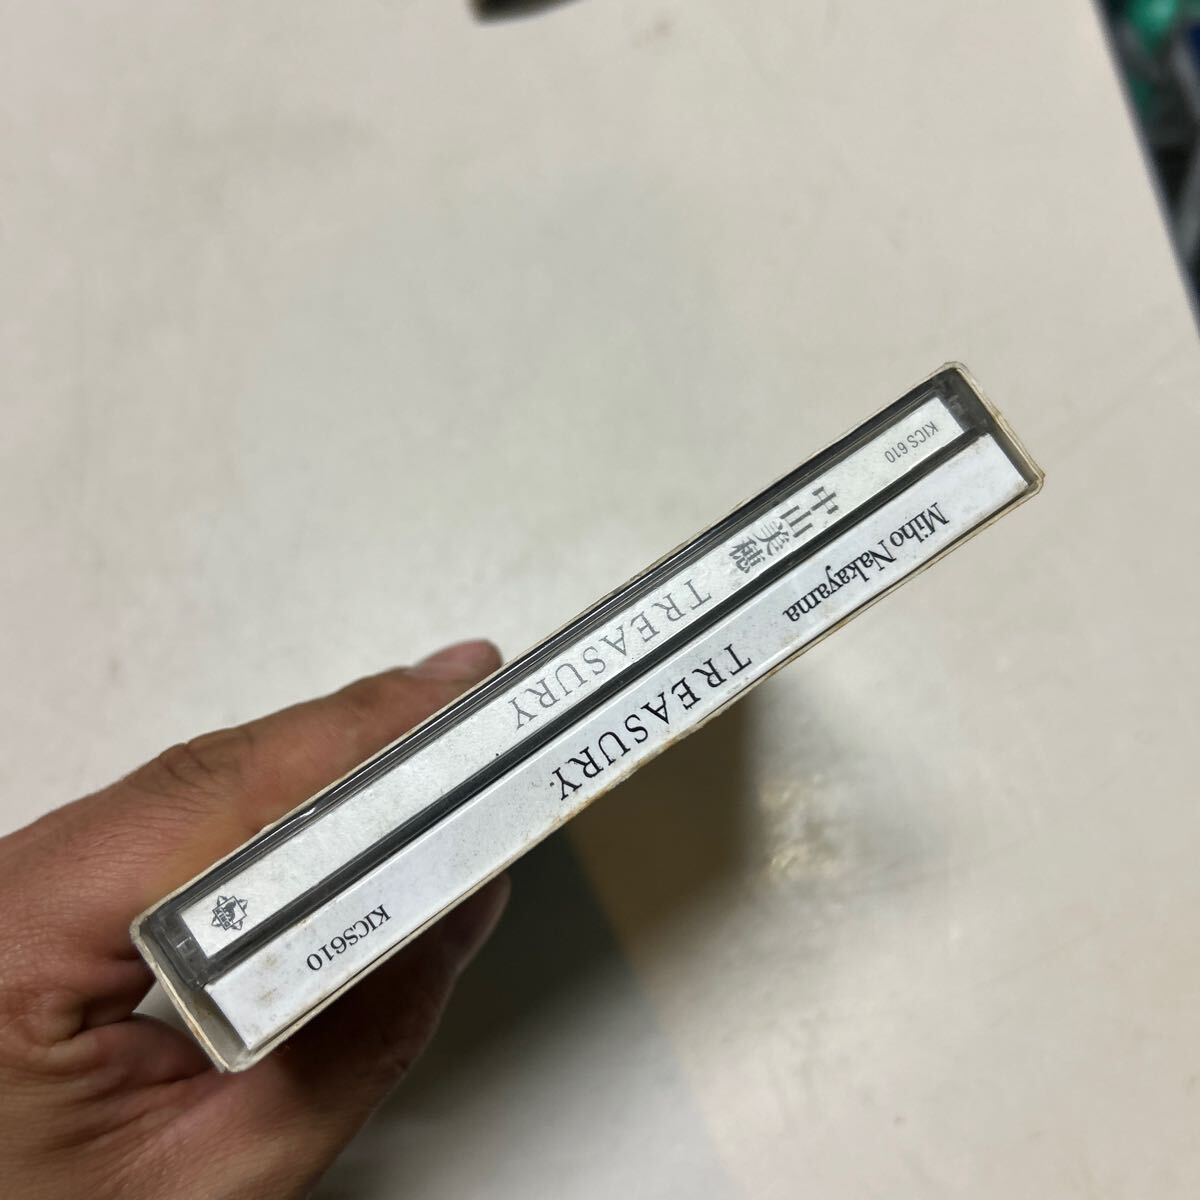 KICS 610
中山美穂 TREASURY
Miho Nakayama TREASURY. KICS610